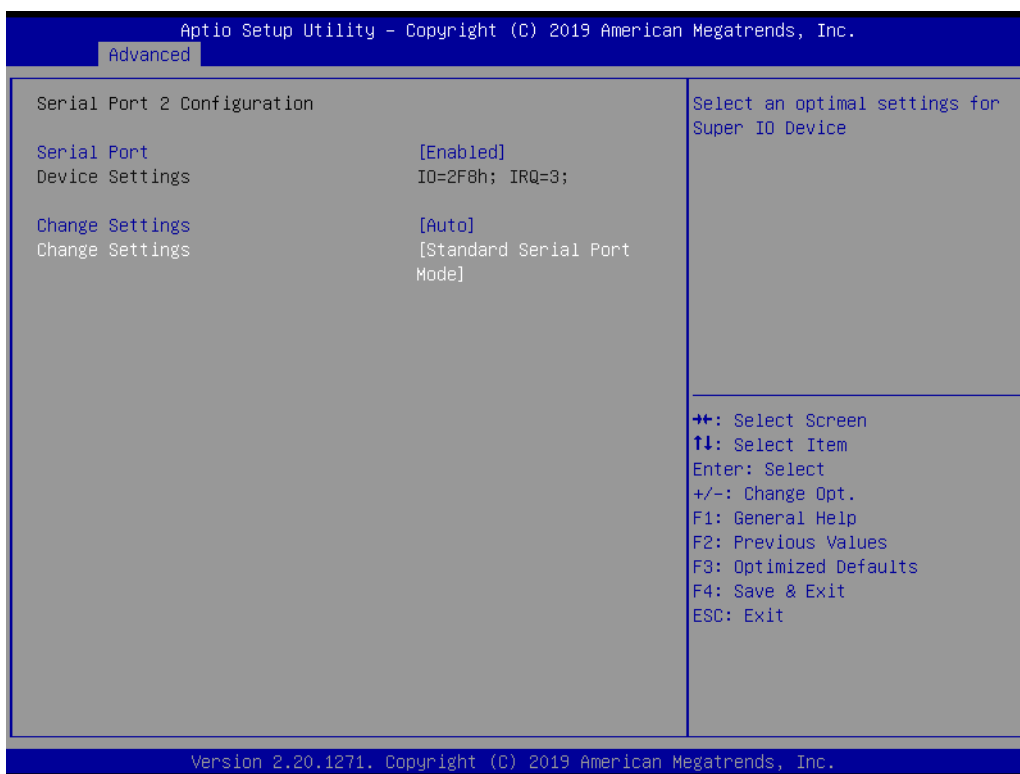 Aptio Setup Utility – Copyright (C) 2019 American Megatrends, Inc.
Advanced
Serial Port 2 Configuration
Serial Port [Enabled]
Device Settings IO=2F8h; IRQ=3;
Change Settings [Auto]
Change Settings [Standard Serial Port
Mode]
Select an optimal settings for
Super IO Device
→←: Select Screen
↑↓: Select Item
Enter: Select
+/-: Change Opt.
F1: General Help
F2: Previous Values
F3: Optimized Defaults
F4: Save & Exit
ESC: Exit
Version 2.20.1271. Copyright (C) 2019 American Megatrends, Inc.